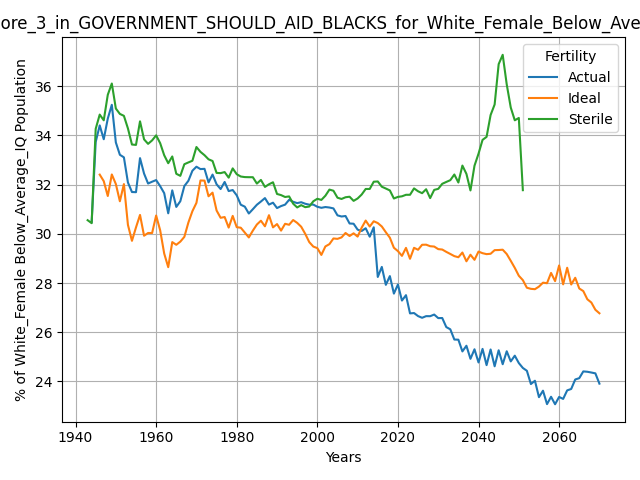 ore_3_in_GOVERNMENT_SHOULD_AID_BLACKS_for_White_Female_Below_Ave
% of White_Female Below_Average_IQ Population
36
34
32
30
28
26
24
Fertility
Actual
Ideal
Sterile
1940 1960 1980 2000 2020 2040 2060
Years